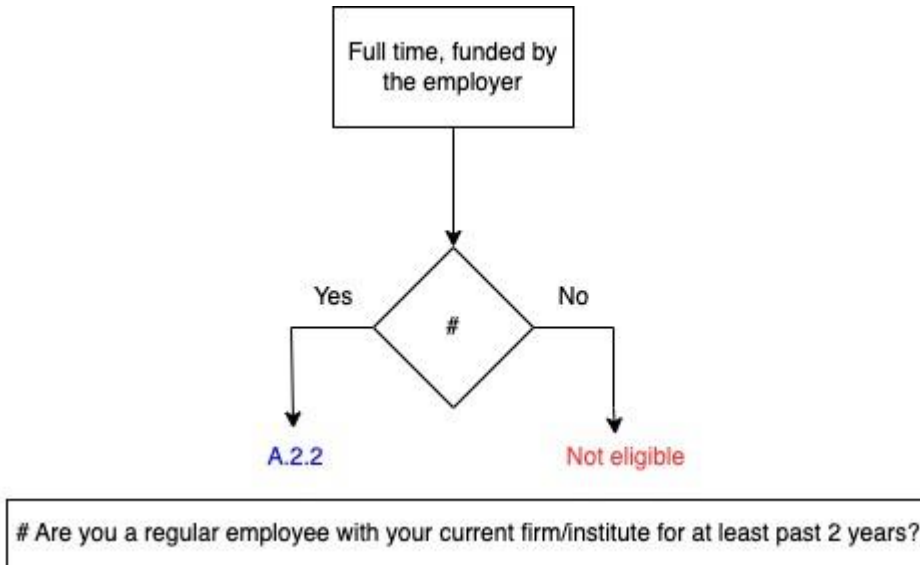 Full time, funded by
the employer
Yes
No
#
A.2.2
Not eligible
# Are you a regular employee with your current firm/institute for at least past 2 years?